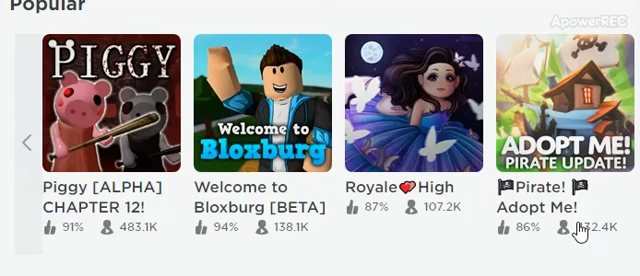 Popular
ApowerREC
PIGGY
Welcome to
Bloxburg
ADOPT ME!
PIRATE UPDATE!
Piggy [ALPHA]
CHAPTER 12!
91% 483.1K
Welcome to
Bloxburg [BETA]
94% 138.1K
Royale💕High
87% 107.2K
🏴‍☠️Pirate! 🏴‍☠️
Adopt Me!
86%